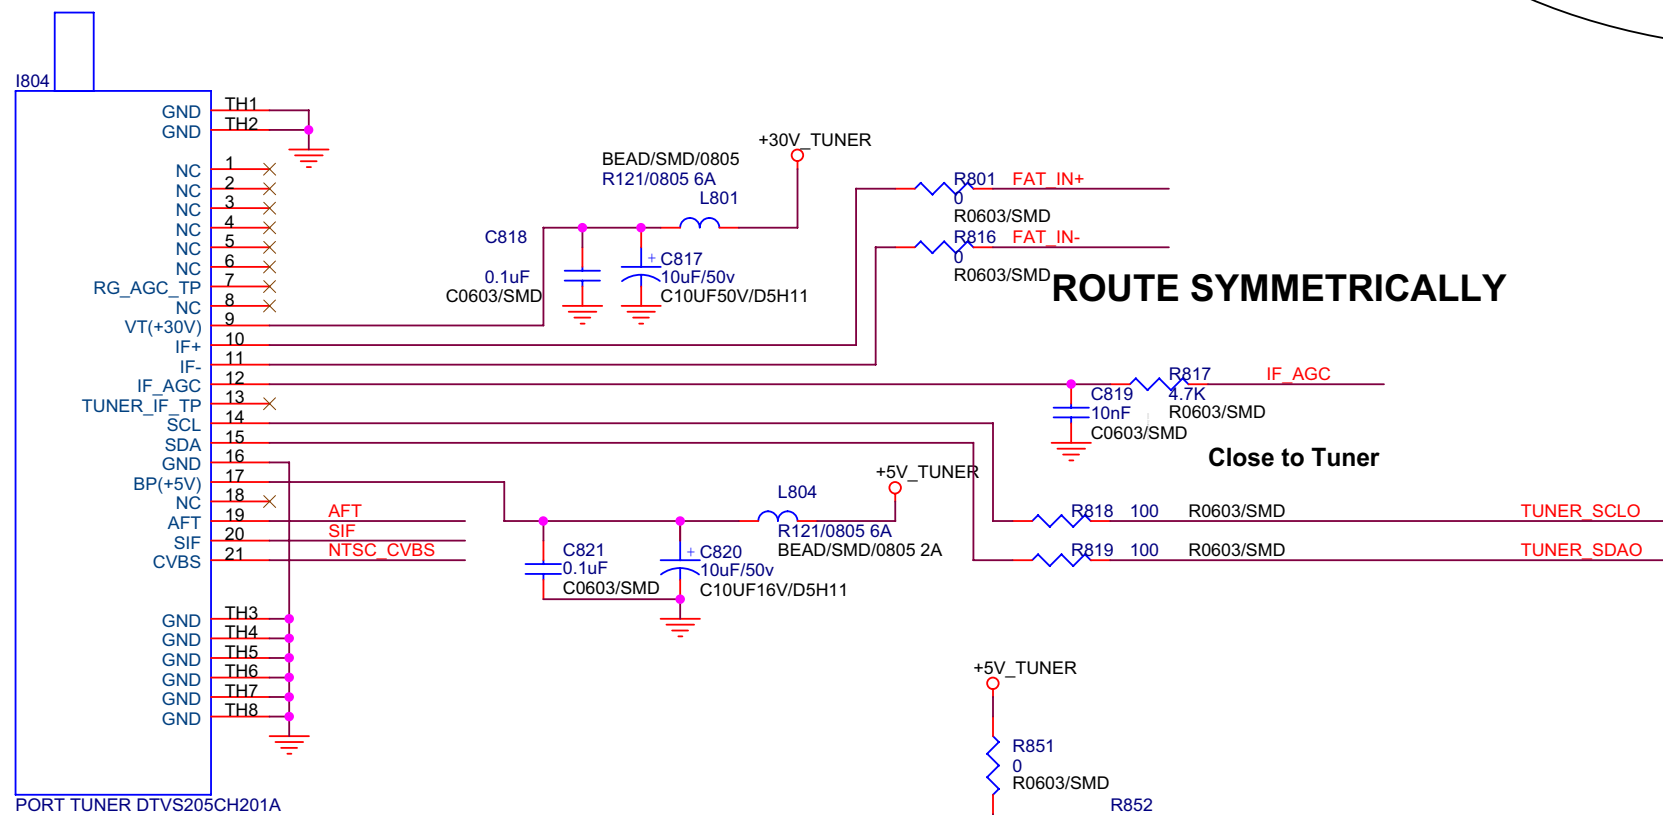 I804
GND TH1
GND TH2
NC 1
NC 2
NC 3
NC 4
NC 5
NC 6
RG_AGC_TP 7
NC 8
VT(+30V) 9
IF+ 10
IF- 11
IF_AGC 12
TUNER_IF_TP 13
SCL 14
SDA 15
GND 16
BP(+5V) 17
NC 18
AFT 19 AFT
SIF 20 SIF
CVBS 21 NTSC_CVBS
GND TH3
GND TH4
GND TH5
GND TH6
GND TH7
GND TH8
PORT TUNER DTVS205CH201A
+30V_TUNER
BEAD/SMD/0805
R121/0805 6A
L801
C818
0.1uF
C0603/SMD
+ C817
10uF/50v
C10UF50V/D5H11
R801 FAT_IN+
0
R0603/SMD
R816 FAT_IN-
0
R0603/SMD
ROUTE SYMMETRICALLY
R817 IF_AGC
4.7K
R0603/SMD
C819
10nF
C0603/SMD
Close to Tuner
+5V_TUNER
L804
R121/0805 6A
BEAD/SMD/0805 2A
C821
0.1uF
C0603/SMD
+ C820
10uF/50v
C10UF16V/D5H11
R818 100 R0603/SMD TUNER_SCLO
R819 100 R0603/SMD TUNER_SDAO
+5V_TUNER
R851
0
R0603/SMD
R852